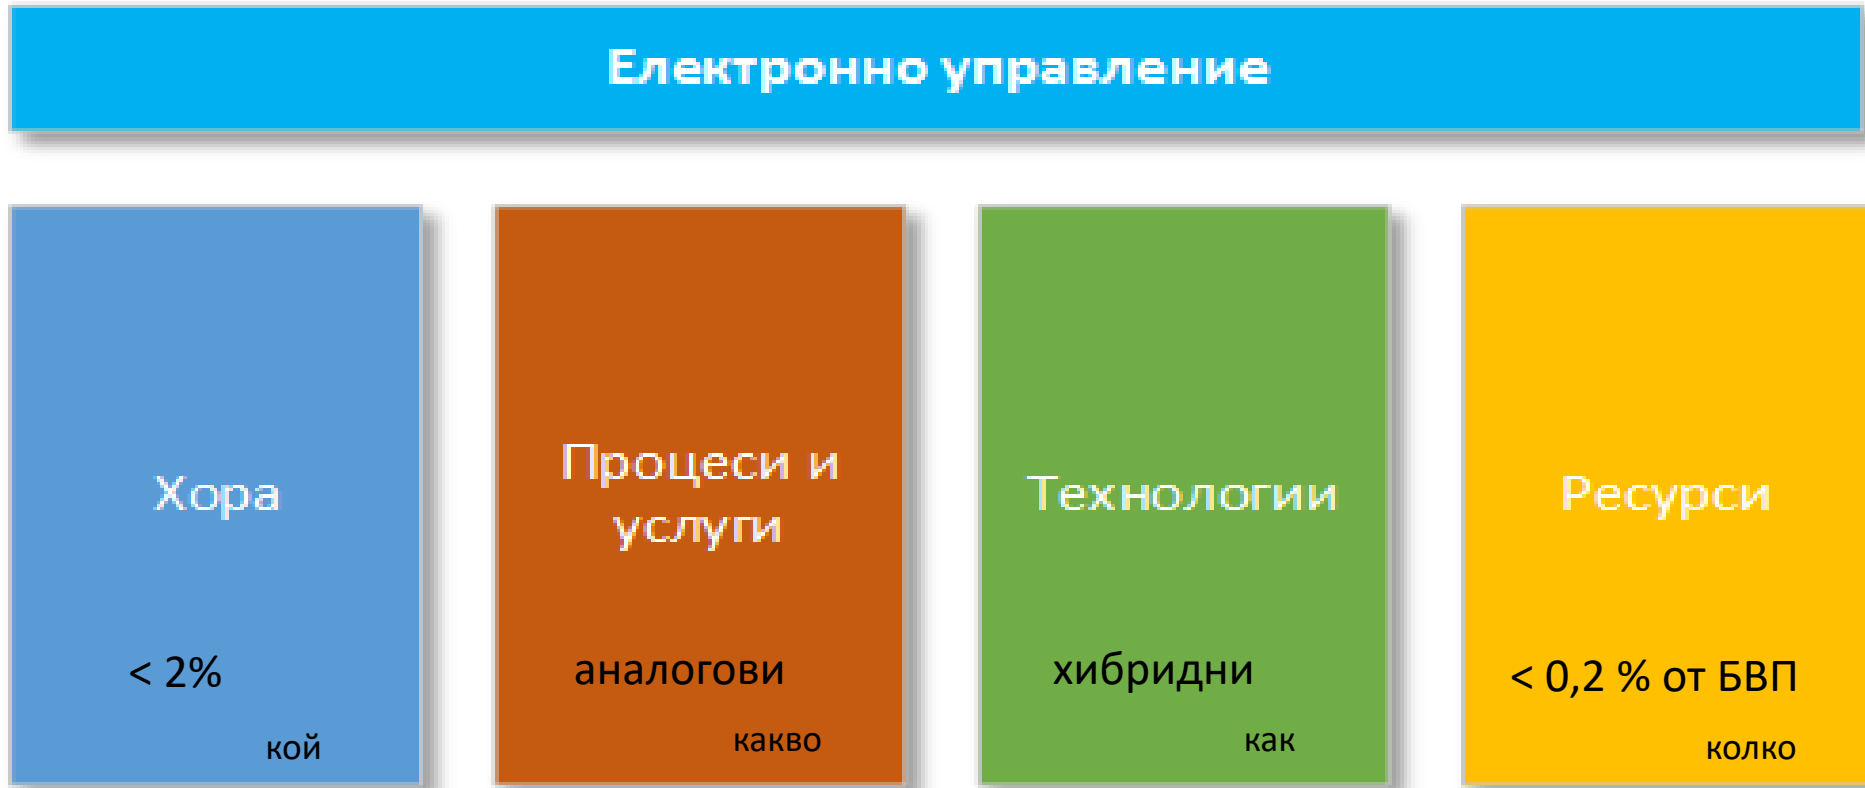 Електронно управление
Хора
< 2%
кой
Процеси и
услуги
аналогови
какво
Технологии
хибридни
как
Ресурси
< 0,2 % от БВП
колко